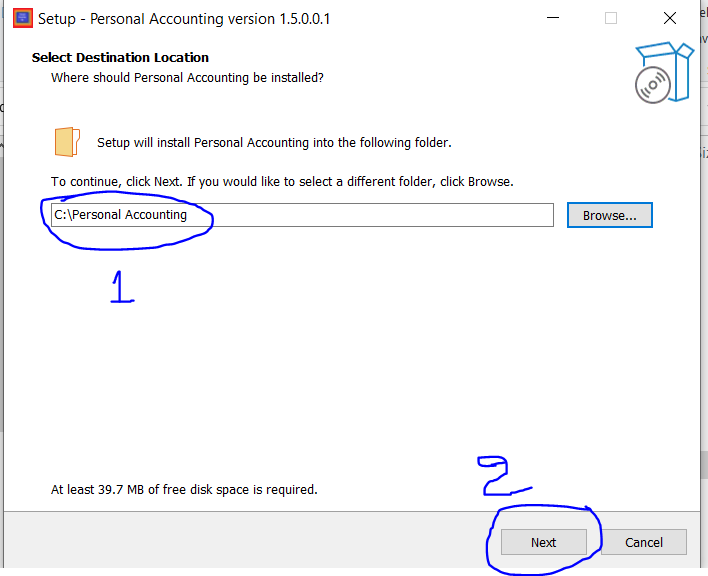 Setup - Personal Accounting version 1.5.0.0.1
Select Destination Location
Where should Personal Accounting be installed?
Setup will install Personal Accounting into the following folder.
To continue, click Next. If you would like to select a different folder, click Browse.
C:\Personal Accounting
Browse...
1
2
At least 39.7 MB of free disk space is required.
Next
Cancel